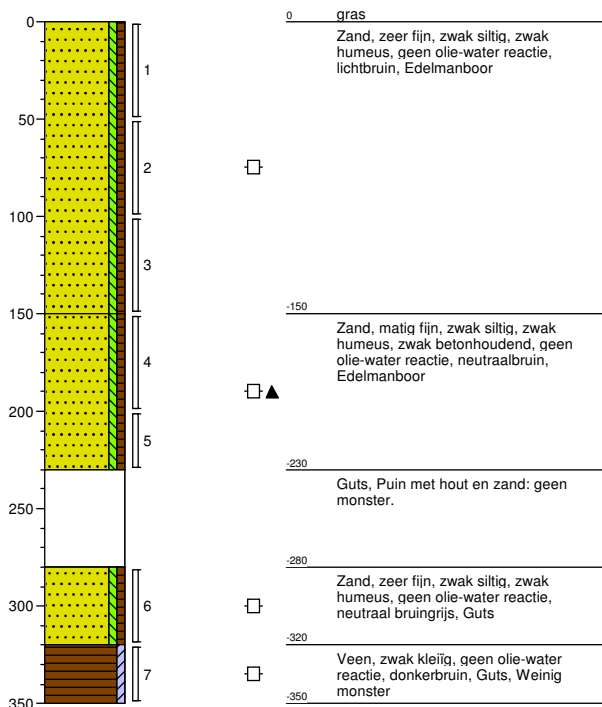 0
50
100
150
200
250
300
350
1
2
3
4
5
6
7
0 gras
Zand, zeer fijn, zwak siltig, zwak
humeus, geen olie-water reactie,
lichtbruin, Edelmanboor
-150
Zand, matig fijn, zwak siltig, zwak
humeus, zwak betonhoudend, geen
olie-water reactie, neutraalbruin,
Edelmanboor
-230
Guts, Puin met hout en zand: geen
monster.
-280
Zand, zeer fijn, zwak siltig, zwak
humeus, geen olie-water reactie,
neutraal bruingrijs, Guts
-320
Veen, zwak kleiïg, geen olie-water
reactie, donkerbruin, Guts, Weinig
monster
-350